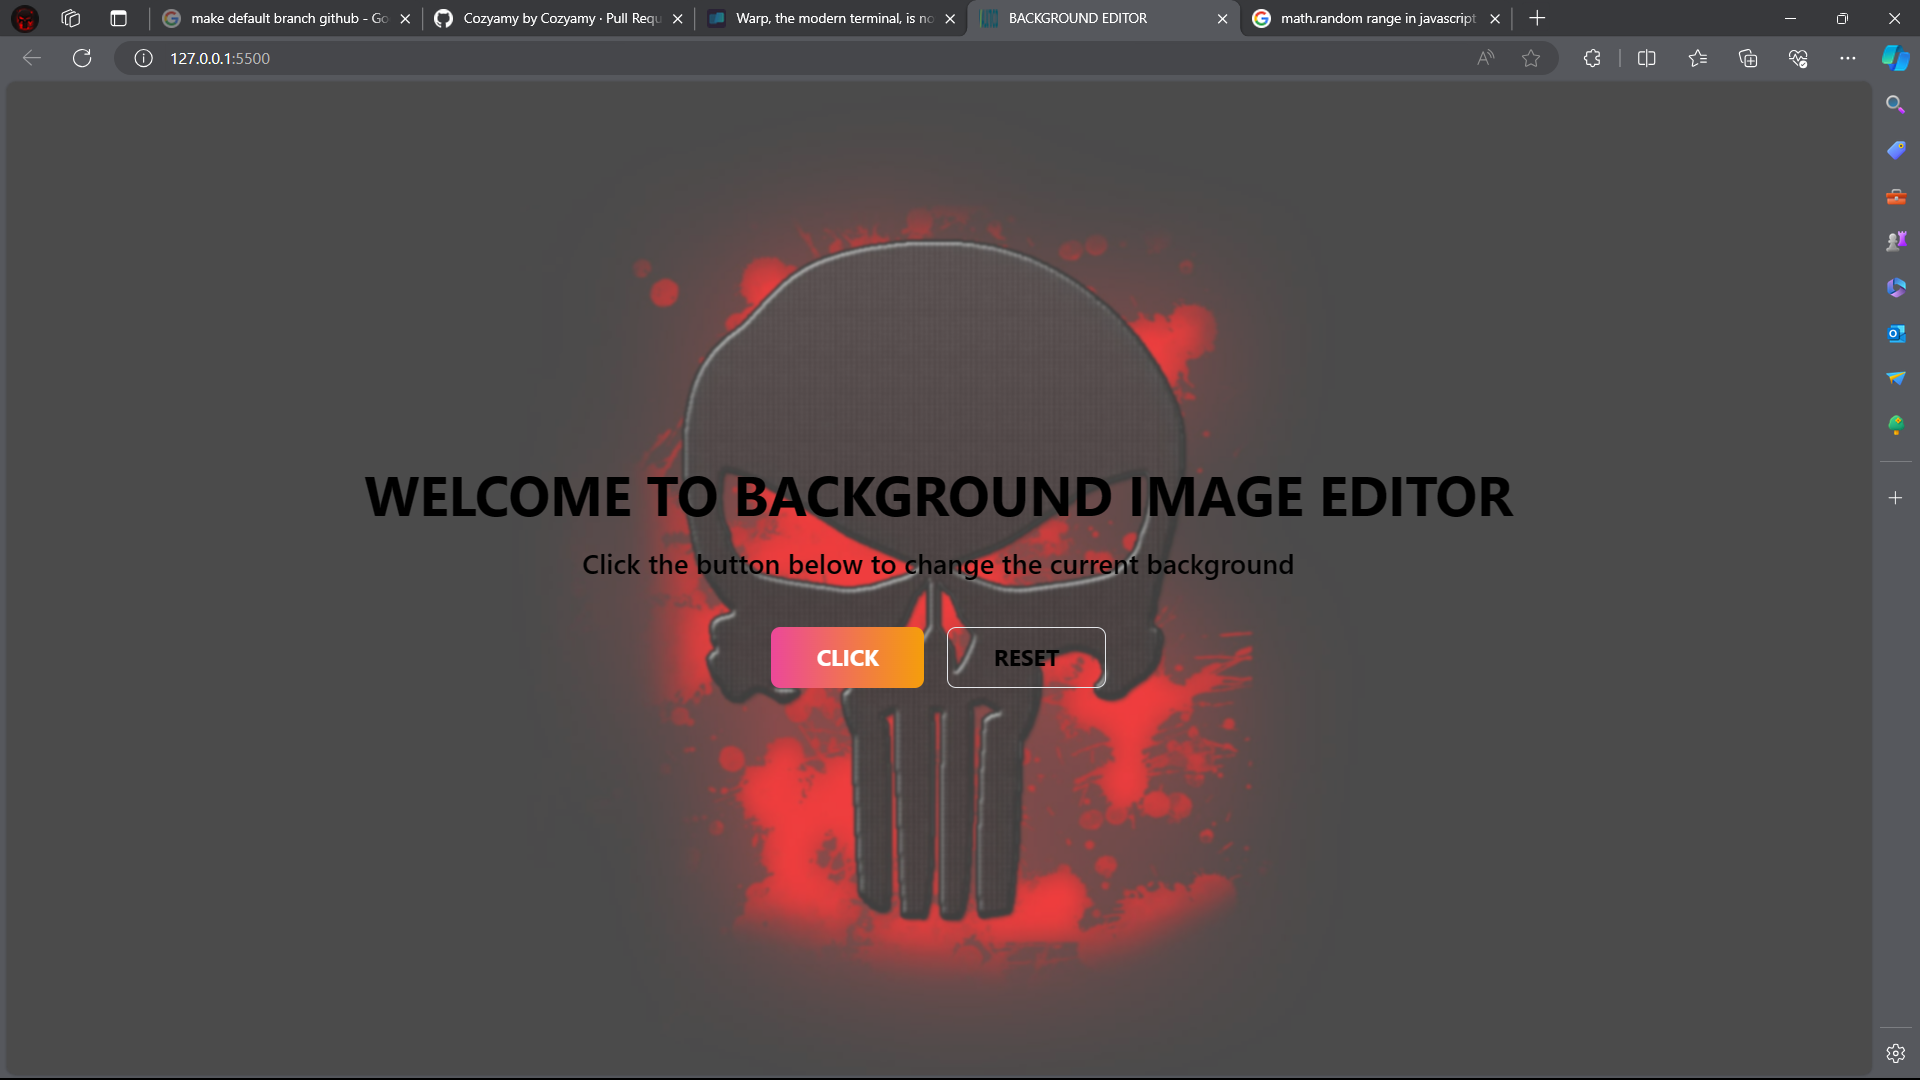 make default branch github - Go
Cozyamy by Cozyamy · Pull Requ
Warp, the modern terminal, is no
BACKGROUND EDITOR
math.random range in javascript
127.0.0.1:5500
WELCOME TO BACKGROUND IMAGE EDITOR
Click the button below to change the current background
CLICK
RESET